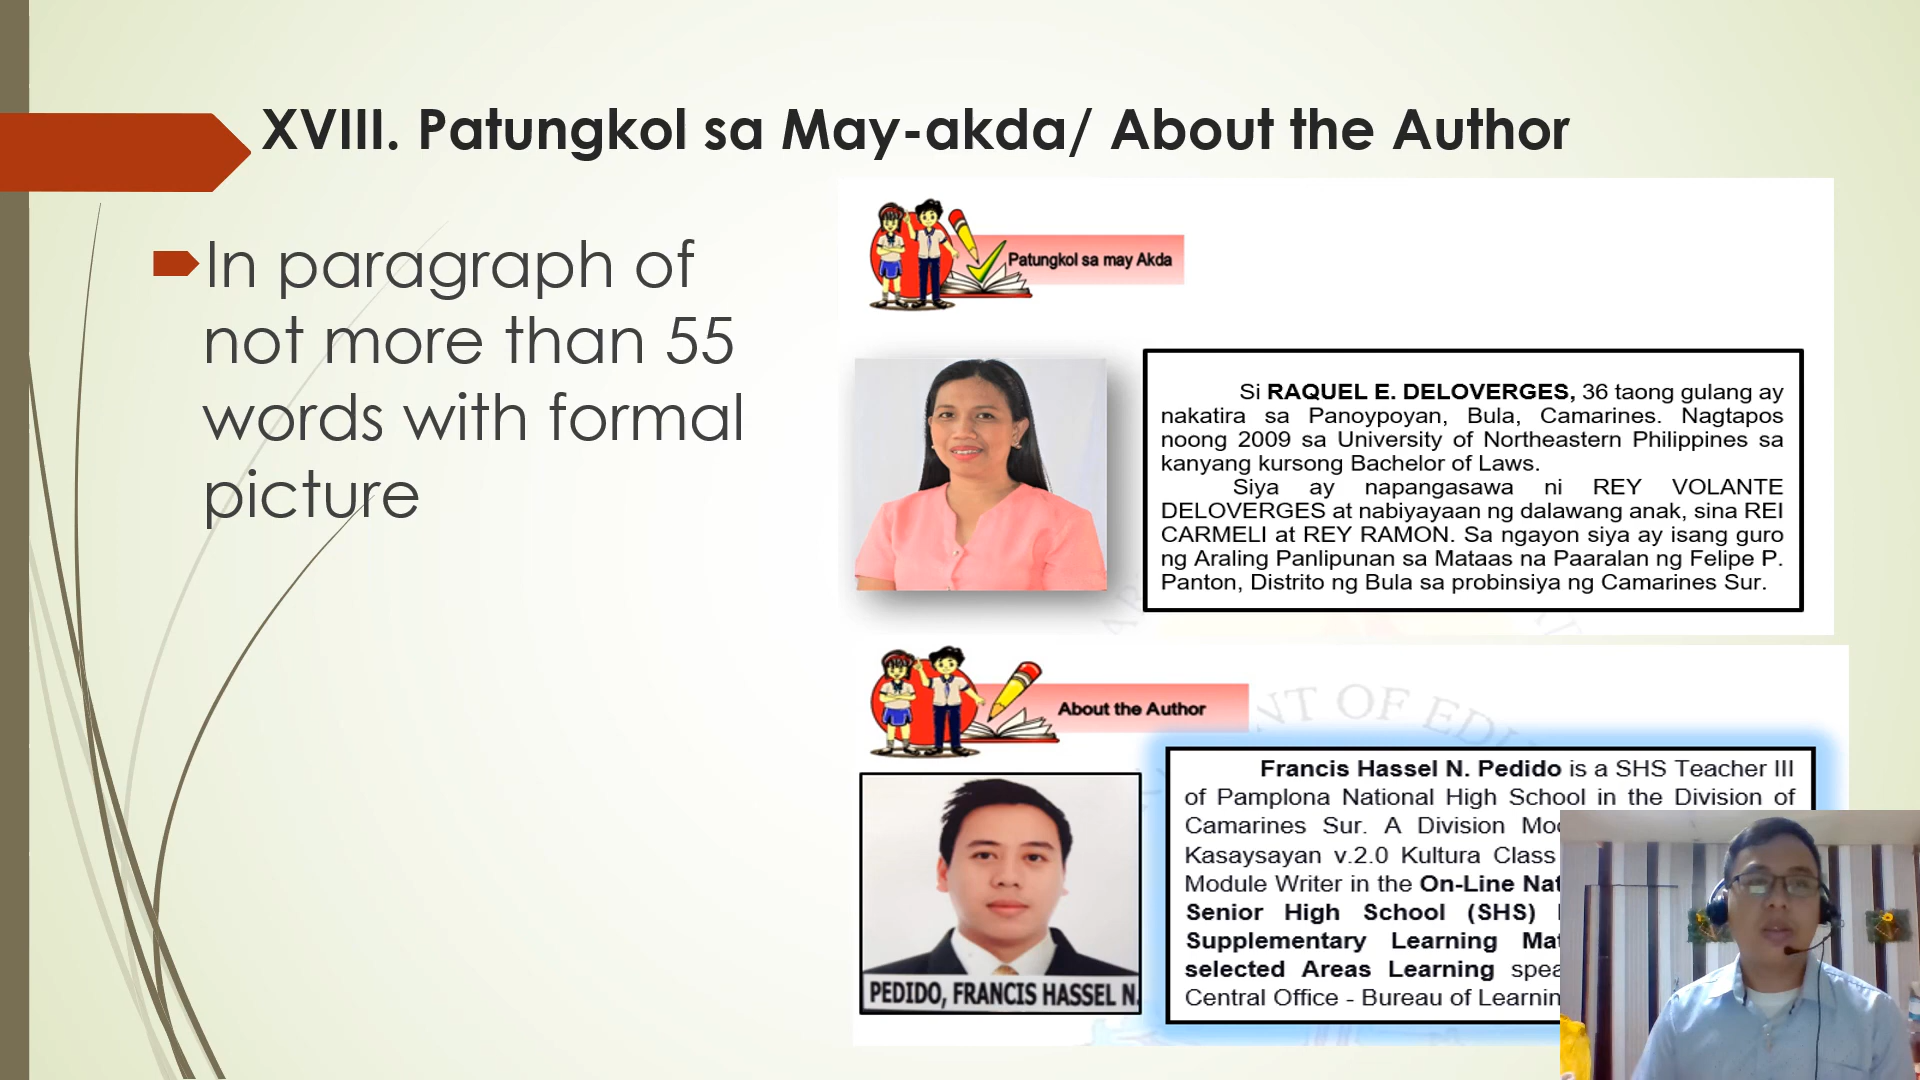 XVIII. Patungkol sa May-akda/ About the Author
In paragraph of
not more than 55
words with formal
picture
Patungkol sa may Akda
Si RAQUEL E. DELOVERGES, 36 taong gulang ay
nakatira sa Panoypoyan, Bula, Camarines. Nagtapos
noong 2009 sa University of Northeastern Philippines sa
kanyang kursong Bachelor of Laws.
Siya ay napangasawa ni REY VOLANTE
DELOVERGES at nabiyayaan ng dalawang anak, sina REI
CARMELI at REY RAMON. Sa ngayon siya ay isang guro
ng Araling Panlipunan sa Mataas na Paaralan ng Felipe P.
Panton, Distrito ng Bula sa probinsiya ng Camarines Sur.
About the Author
NT OF EDU
Francis Hassel N. Pedido is a SHS Teacher III
of Pamplona National High School in the Division of
Camarines Sur. A Division
Kasaysayan v.2.0 Kultura Class
Module Writer in the On-Line
Senior High School (SHS)
Supplementary Learning
selected Areas Learning
Central Office - Bureau of
PEDIDO, FRANCIS HASSEL N.